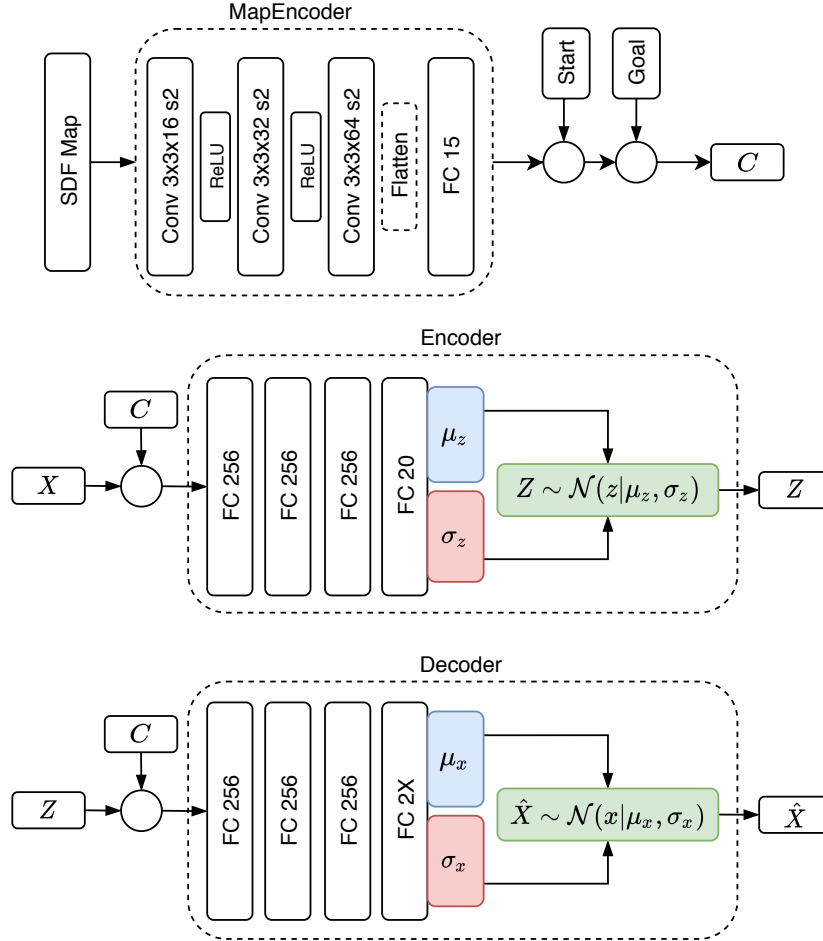 MapEncoder
SDF Map
Conv 3x3x16 s2
ReLU
Conv 3x3x32 s2
ReLU
Conv 3x3x64 s2
Flatten
FC 15
Start
Goal
C
Encoder
C
X
FC 256
FC 256
FC 256
FC 20
μ_z
σ_z
Z ∼ 𝒩(z|μ_z, σ_z)
Z
Decoder
C
Z
FC 256
FC 256
FC 256
FC 2X
μ_x
σ_x
X̂ ∼ 𝒩(x|μ_x, σ_x)
X̂